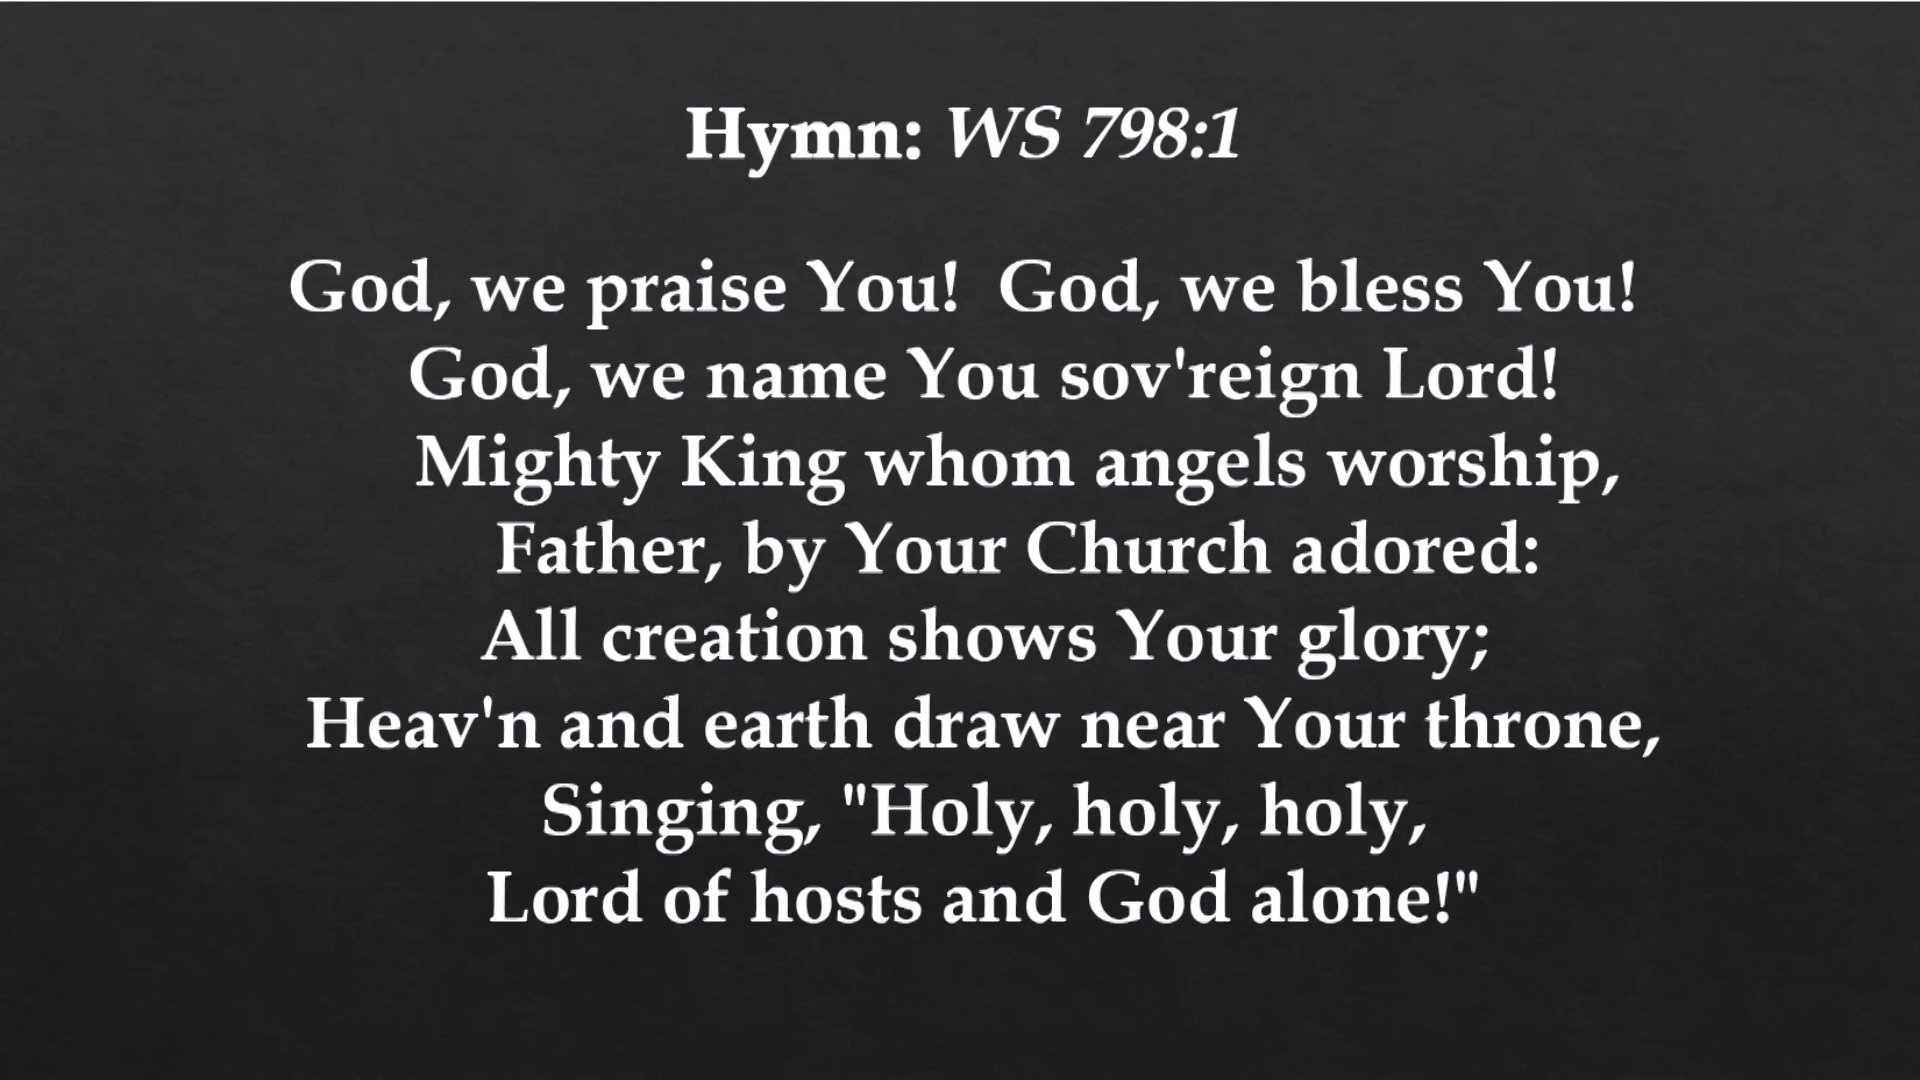 Hymn: WS 798:1
God, we praise You!  God, we bless You!
God, we name You sov'reign Lord!
Mighty King whom angels worship,
Father, by Your Church adored:
All creation shows Your glory;
Heav'n and earth draw near Your throne,
Singing, "Holy, holy, holy,
Lord of hosts and God alone!"